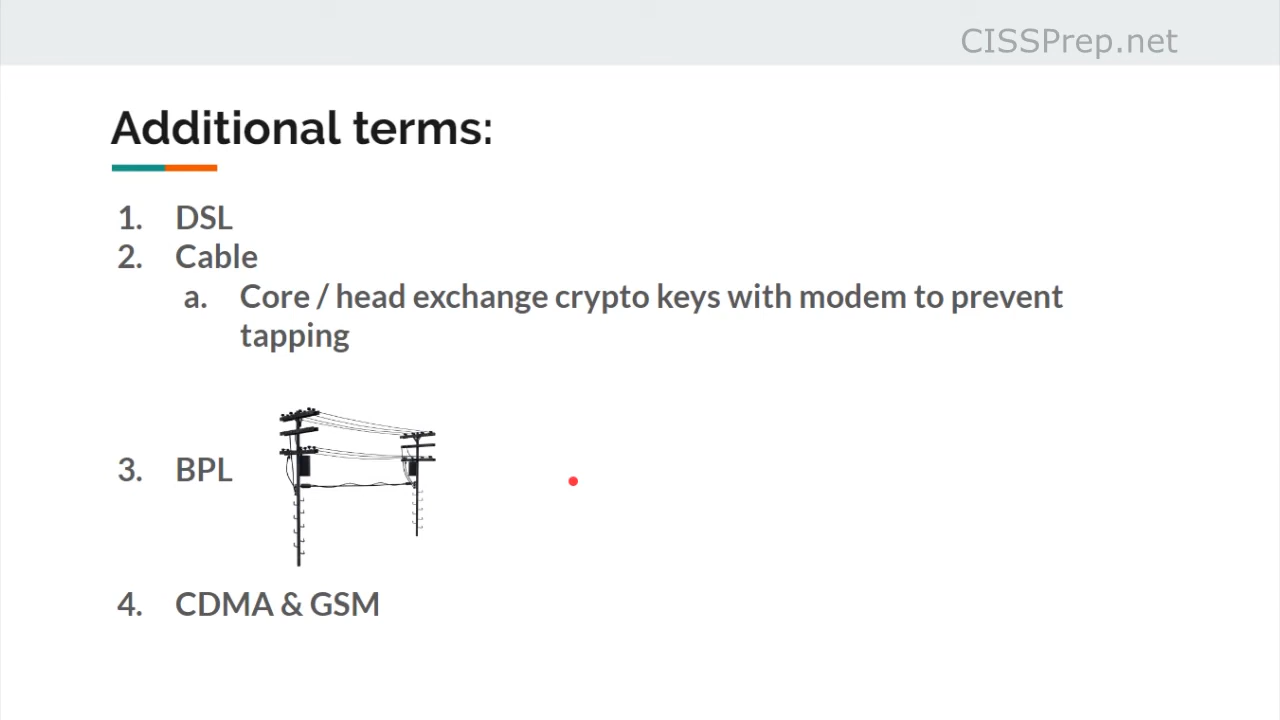 CISSPrep.net
Additional terms:
1. DSL
2. Cable
a. Core / head exchange crypto keys with modem to prevent
tapping
3. BPL
4. CDMA & GSM